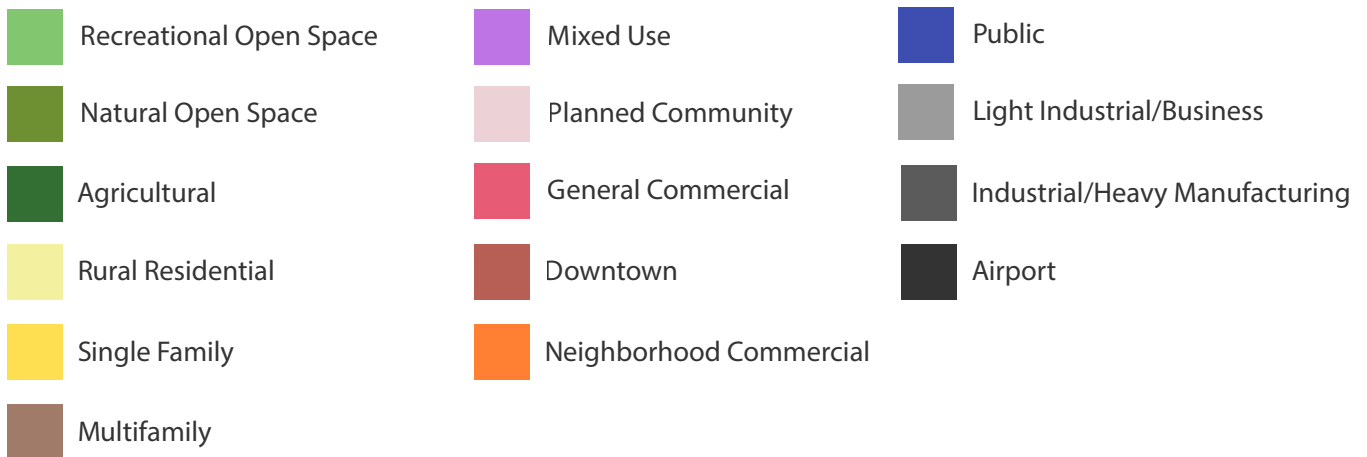 Recreational Open Space
Natural Open Space
Agricultural
Rural Residential
Single Family
Multifamily
Mixed Use
Planned Community
General Commercial
Downtown
Neighborhood Commercial
Public
Light Industrial/Business
Industrial/Heavy Manufacturing
Airport